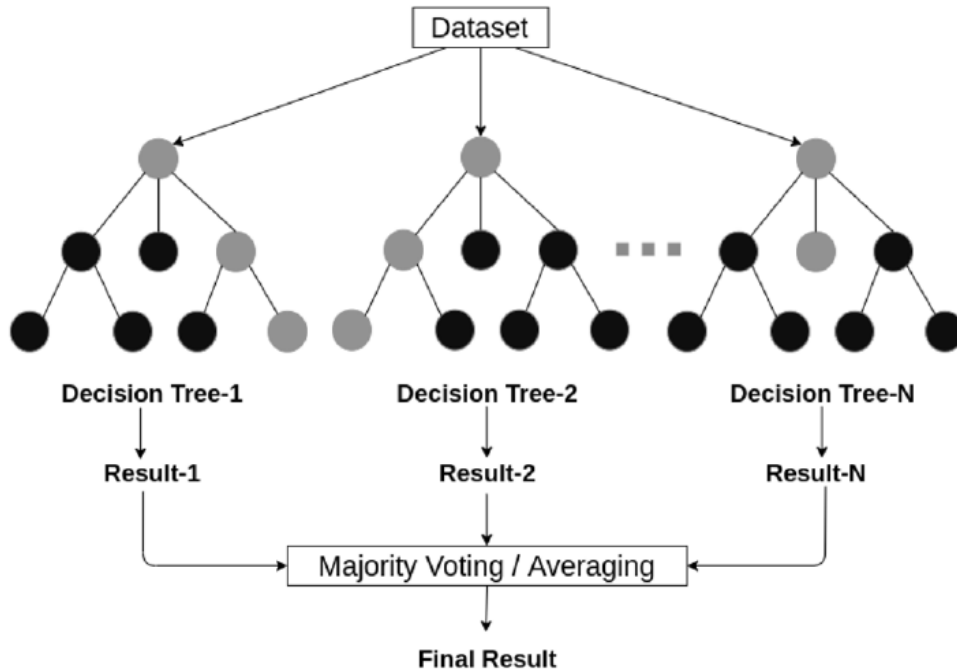 Dataset
Decision Tree-1
Decision Tree-2
Decision Tree-N
Result-1
Result-2
Result-N
Majority Voting / Averaging
Final Result